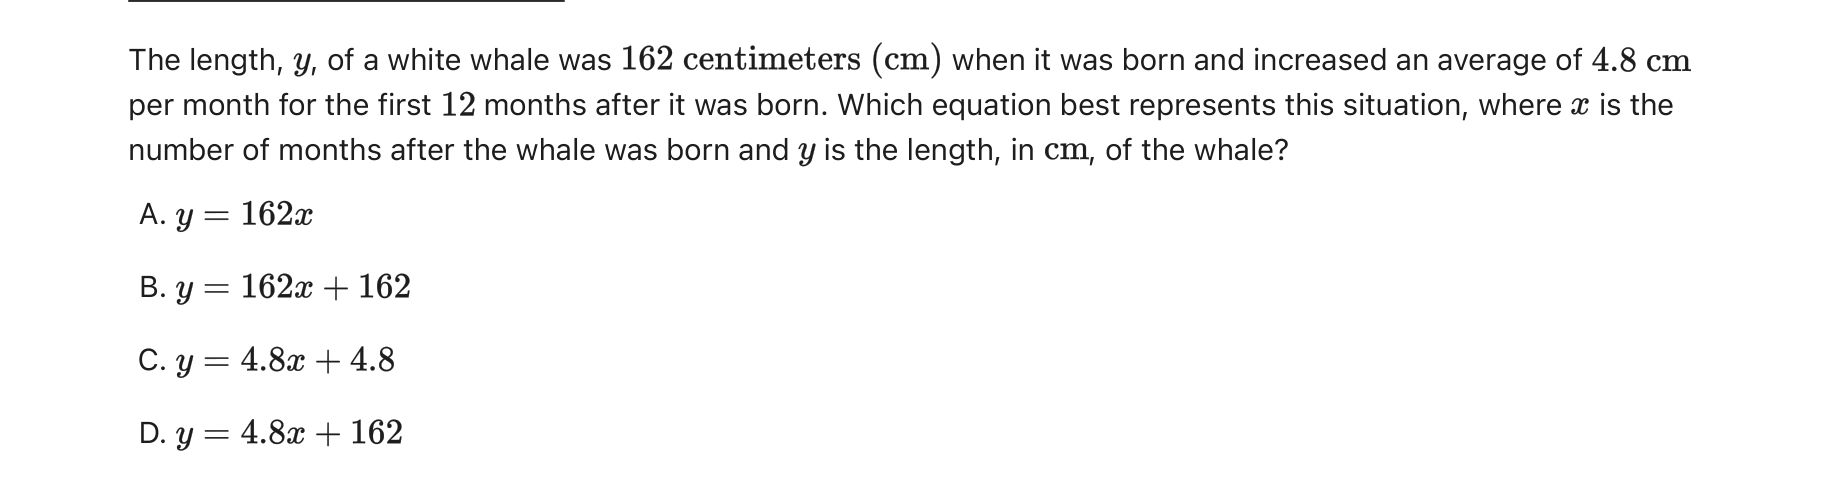 The length, y, of a white whale was 162 centimeters (cm) when it was born and increased an average of 4.8 cm
per month for the first 12 months after it was born. Which equation best represents this situation, where x is the
number of months after the whale was born and y is the length, in cm, of the whale?
A. y = 162x
B. y = 162x + 162
C. y = 4.8x + 4.8
D. y = 4.8x + 162